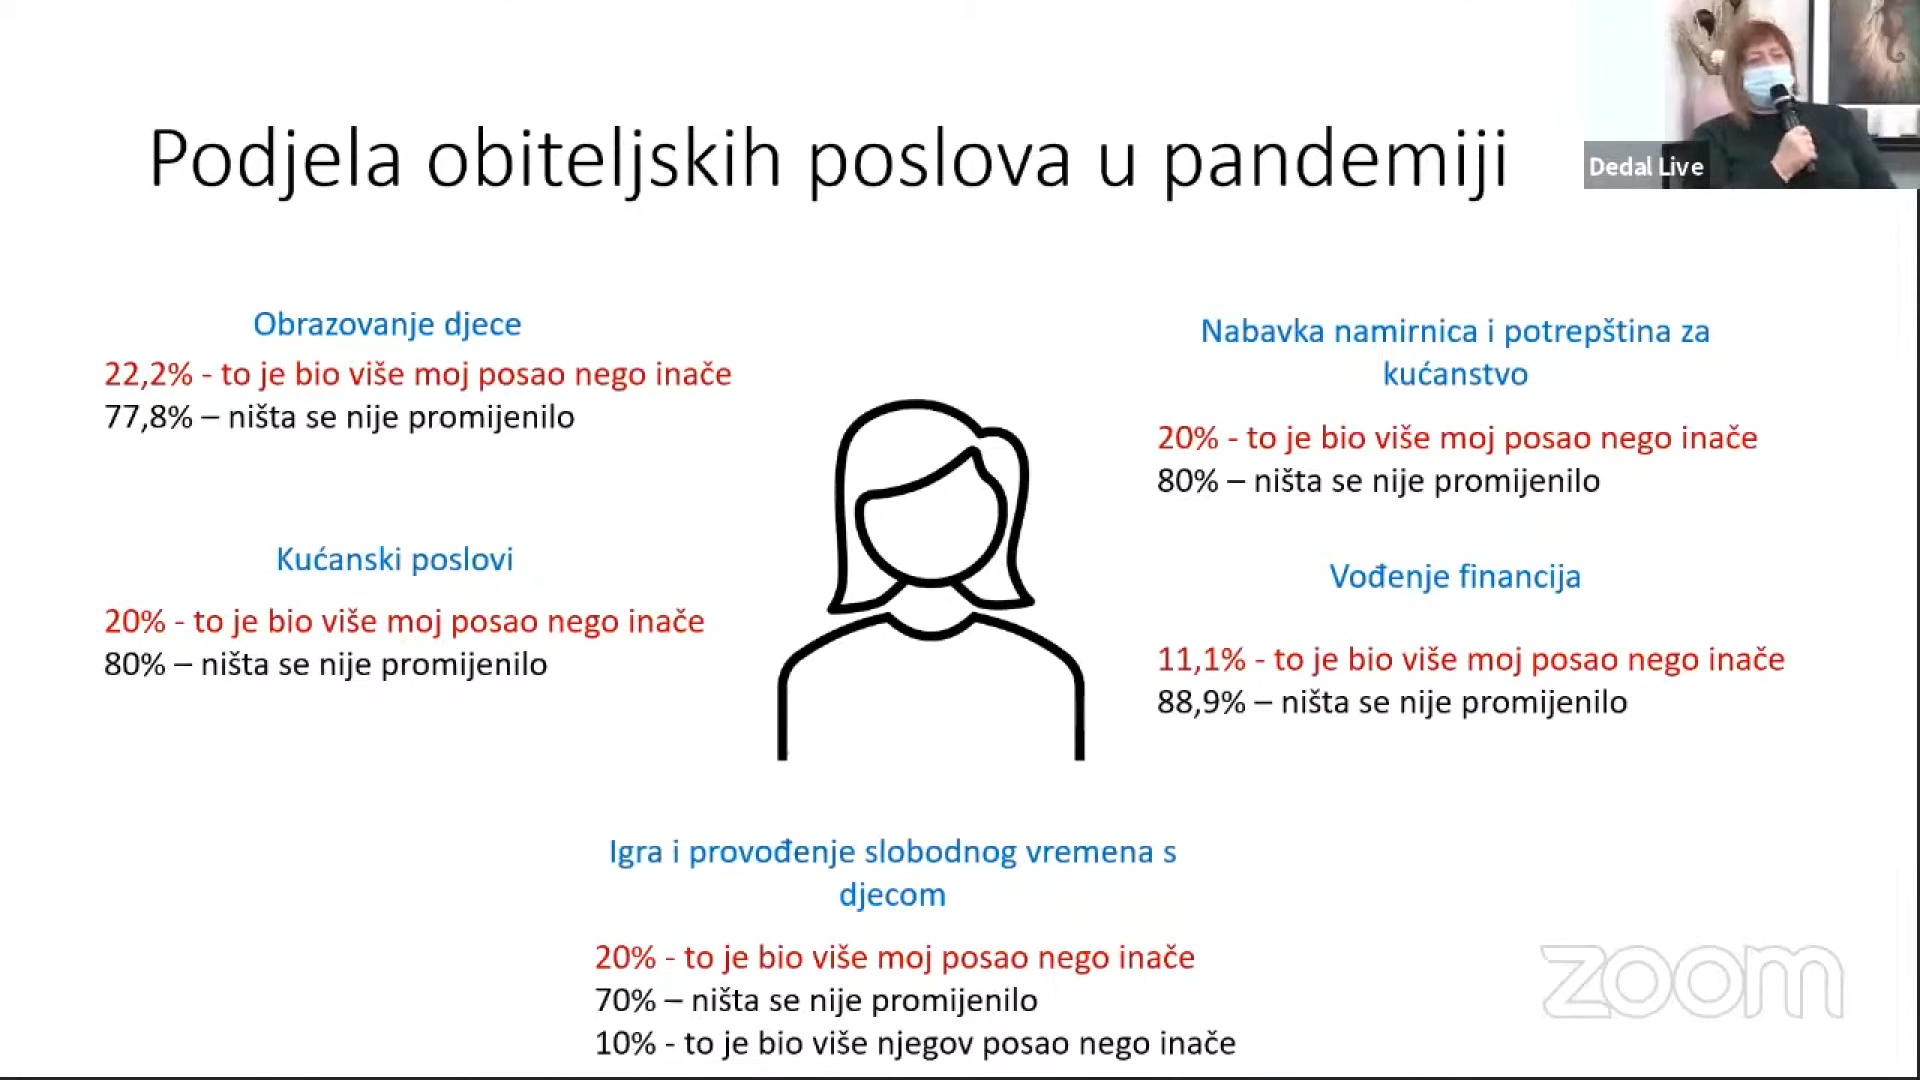 Podjela obiteljskih poslova u pandemiji
Dedal Live
Obrazovanje djece
22,2% - to je bio više moj posao nego inače
77,8% – ništa se nije promijenilo
Kućanski poslovi
20% - to je bio više moj posao nego inače
80% – ništa se nije promijenilo
Nabavka namirnica i potrepština za
kućanstvo
20% - to je bio više moj posao nego inače
80% – ništa se nije promijenilo
Vođenje financija
11,1% - to je bio više moj posao nego inače
88,9% – ništa se nije promijenilo
Igra i provođenje slobodnog vremena s
djecom
20% - to je bio više moj posao nego inače
70% – ništa se nije promijenilo
10% - to je bio više njegov posao nego inače
zoom